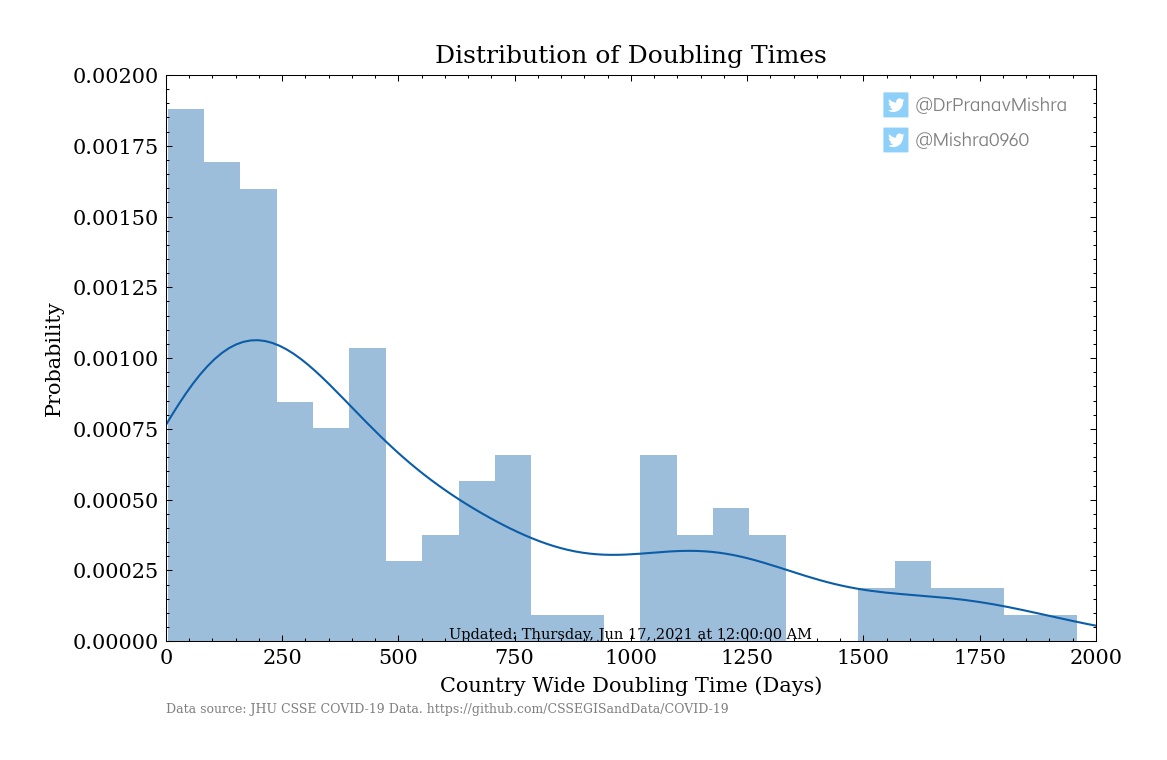 Distribution of Doubling Times
@DrPranavMishra
@Mishra0960
0.00200
0.00175
0.00150
0.00125
0.00100
0.00075
0.00050
0.00025
0.00000
Probability
Updated: Thursday, Jun 17, 2021 at 12:00:00 AM
0 250 500 750 1000 1250 1500 1750 2000
Country Wide Doubling Time (Days)
Data source: JHU CSSE COVID-19 Data. https://github.com/CSSEGISandData/COVID-19